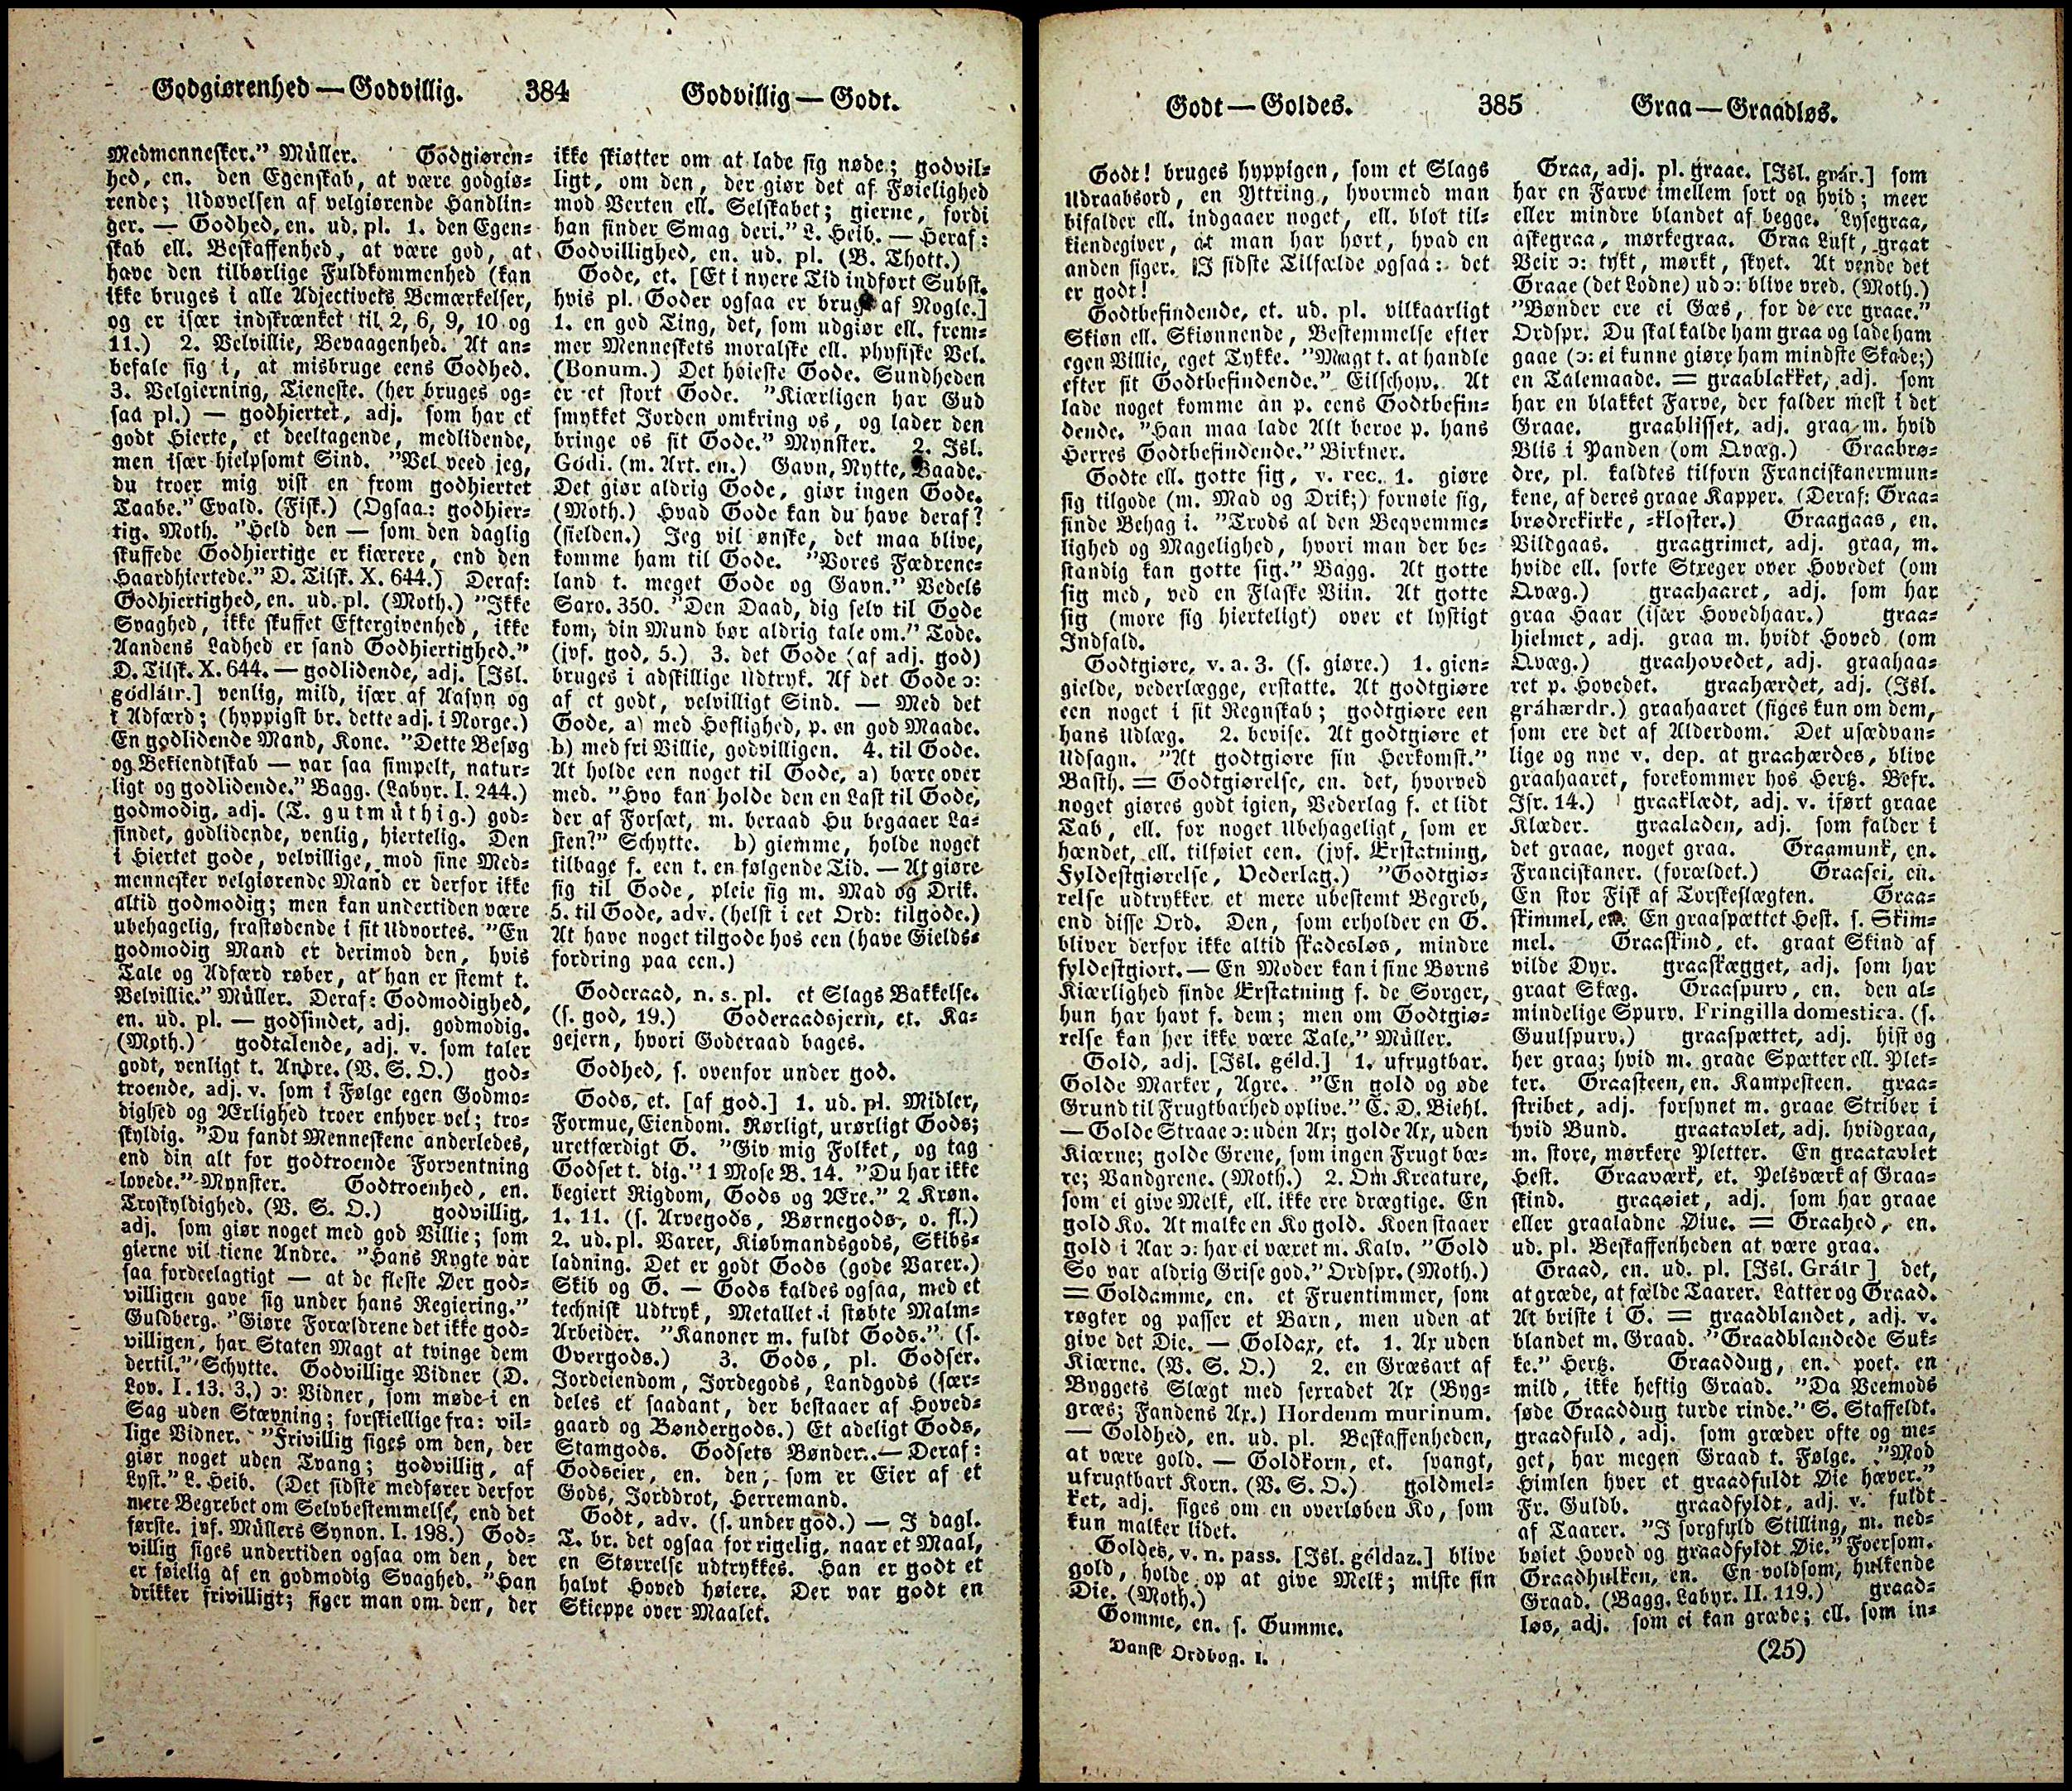 Godgiørenhed — Godvillig. 384 Godvillig — Godt.
Medmennesker." Müller. Godgiøren-
hed, en. den Egenskab, at være godgiø-
rende; Udøvelsen af velgiørende Handlin-
ger. — Godhed, en. ud. pl. 1. den Egen-
skab ell. Beskaffenhed, at være god, at
have den tilbørlige Fuldkommenhed (kan
ikke bruges i alle Adjectivets Bemærkelser,
og er især indskrænket til 2, 6, 9, 10 og
11.) 2. Velvillie, Bevaagenhed. At an-
befale sig i, at misbruge eens Godhed.
3. Velgierning, Tieneste. (her bruges og-
saa pl.) — godhiertet, adj. som har et
godt Hierte, et deeltagende, medlidende,
men især hielpsomt Sind. "Vel veed jeg,
du troer mig vist en from godhiertet
Taabe." Evald. (Fisk.) (Ogsaa: godhier-
tig. Moth. "Held den — som den daglig
skuffede Godhiertige er kiærere, end den
Haardhiertede." D. Tilsk. X. 644.) Deraf:
Godhiertighed, en. ud. pl. (Moth.) "Ikke
Svaghed, ikke skuffet Eftergivenhed, ikke
Aandens Ladhed er sand Godhiertighed."
D. Tilsk. X. 644. — godlidende, adj. [Isl.
godlátr.] venlig, mild, især af Aasyn og
i Adfærd; (hyppigst br. dette adj. i Norge.)
En godlidende Mand, Kone. "Dette Besøg
og Bekiendtskab — var saa simpelt, natur-
ligt og godlidende." Bagg. (Labyr. I. 244.)
godmodig, adj. (T. gutmüthig.) god-
sindet, godlidende, venlig, hiertelig. Den
i Hiertet gode, velvillige, mod sine Med-
mennesker velgiørende Mand er derfor ikke
altid godmodig; men kan undertiden være
ubehagelig, frastødende i sit Udvortes. "En
godmodig Mand er derimod den, hvis
Tale og Adfærd røber, at han er stemt t.
Velvillie." Müller. Deraf: Godmodighed,
en. ud. pl. — godsindet, adj. godmodig.
(Moth.) godtalende, adj. v. som taler
godt, venligt t. Andre. (V. S. O.) god-
troende, adj. v. som i Følge egen Godmo-
dighed og Ærlighed troer enhver vel; tro-
skyldig. "Du fandt Menneskene anderledes,
end din alt for godtroende Forventning
lovede." Mynster. Godtroenhed, en.
Troskyldighed. (V. S. O.) godvillig,
adj. som giør noget med god Villie; som
gierne vil tiene Andre. "Hans Rygte var
saa fordeelagtigt — at de fleste Øer god-
villigen gave sig under hans Regiering."
Guldberg. "Giøre Forældrene det ikke god-
villigen, har Staten Magt at tvinge dem
dertil." Schytte. Godvillige Vidner (D.
Lov. I. 13. 3.) ɔ: Vidner, som møde i en
Sag uden Stævning; forskiellige fra: vil-
lige Vidner. "Frivillig siges om den, der
giør noget uden Tvang; godvillig, af
Lyst." L. Heib. (Det sidste medfører derfor
mere Begrebet om Selvbestemmelse, end det
første. jvf. Müllers Synon. I. 198.) God-
villig siges undertiden ogsaa om den, der
er føielig af en godmodig Svaghed. "Han
drikker frivilligt; siger man om den, der
ikke skiøtter om at lade sig nøde; godvil-
ligt, om den, der giør det af Føielighed
mod Verten ell. Selskabet; gierne, fordi
han finder Smag deri." L. Heib. — Heraf:
Godvillighed, en. ud. pl. (B. Thott.)
Gode, et. [Et i nyere Tid indført Subst.
hvis pl. Goder ogsaa er brugt af Nogle.]
1. en god Ting, det, som udgiør ell. frem-
mer Menneskets moralske ell. physiske Vel.
(Bonum.) Det høieste Gode. Sundheden
er et stort Gode. "Kiærligen har Gud
smykket Jorden omkring os, og lader den
bringe os sit Gode." Mynster. 2. Isl.
Gódi. (m. Art. en.) Gavn, Nytte, Baade.
Det giør aldrig Gode, giør ingen Gode.
(Moth.) Hvad Gode kan du have deraf?
(sielden.) Jeg vil ønske, det maa blive,
komme ham til Gode. "Vores Fædrene-
land t. meget Gode og Gavn." Vedels
Saxo. 350. "Den Daad, dig selv til Gode
kom, din Mund bør aldrig tale om." Tode.
(jvf. god, 5.) 3. det Gode (af adj. god)
bruges i adskillige Udtryk. Af det Gode ɔ:
af et godt, velvilligt Sind. — Med det
Gode, a) med Høflighed, p. en god Maade.
b) med fri Villie, godvilligen. 4. til Gode.
At holde een noget til Gode, a) bære over
med. "Hvo kan holde den en Last til Gode,
der af Forsæt, m. beraad Hu begaaer La-
sten?" Schytte. b) giemme, holde noget
tilbage f. een t. en følgende Tid. — At giøre
sig til Gode, pleie sig m. Mad og Drik.
5. til Gode, adv. (helst i eet Ord: tilgode.)
At have noget tilgode hos een (have Gields-
fordring paa een.)
Goderaad, n. s. pl. et Slags Bakkelse.
(s. god, 19.) Goderaadsjern, et. Ka-
gejern, hvori Goderaad bages.
Godhed, s. ovenfor under god.
Gods, et. [af god.] 1. ud. pl. Midler,
Formue, Eiendom. Rørligt, urørligt Gods;
uretfærdigt G. "Giv mig Folket, og tag
Godset t. dig." 1 Mose B. 14. "Du har ikke
begiert Rigdom, Gods og Ære." 2 Krøn.
1. 11. (s. Arvegods, Børnegods, o. fl.)
2. ud. pl. Varer, Kiøbmandsgods, Skibs-
ladning. Det er godt Gods (gode Varer.)
Skib og G. — Gods kaldes ogsaa, med et
technisk Udtryk, Metallet i støbte Malm-
Arbeider. "Kanoner m. fuldt Gods." (s.
Overgods.) 3. Gods, pl. Godser.
Jordeiendom, Jordegods, Landgods (sær-
deles et saadant, der bestaaer af Hoved-
gaard og Bøndergods.) Et adeligt Gods,
Stamgods. Godsets Bønder. — Deraf:
Godseier, en. den, som er Eier af et
Gods, Jorddrot, Herremand.
Godt, adv. (s. under god.) — I dagl.
T. br. det ogsaa for rigelig, naar et Maal,
en Størrelse udtrykkes. Han er godt et
halvt Hoved høiere. Der var godt en
Skieppe over Maalet.
Godt — Goldes. 385 Graa — Graadløs.
Godt! bruges hyppigen, som et Slags
Udraabsord, en Yttring, hvormed man
bifalder ell. indgaaer noget, ell. blot til-
kiendegiver, at man har hørt, hvad en
anden siger. I sidste Tilfælde ogsaa: det
er godt!
Godtbefindende, et. ud. pl. vilkaarligt
Skiøn ell. Skiønnende, Bestemmelse efter
egen Villie, eget Tykke. "Magt t. at handle
efter sit Godtbefindende." Eilschow. At
lade noget komme an p. eens Godtbefin-
dende. "Han maa lade Alt beroe p. hans
Herres Godtbefindende." Birkner.
Godte ell. gotte sig, v. rec. 1. giøre
sig tilgode (m. Mad og Drik;) fornøie sig,
finde Behag i. "Trods al den Beqvemme-
lighed og Magelighed, hvori man der be-
standig kan gotte sig." Bagg. At gotte
sig med, ved en Flaske Viin. At gotte
sig (more sig hierteligt) over et lystigt
Indfald.
Godtgiøre, v. a. 3. (s. giøre.) 1. gien-
gielde, vederlægge, erstatte. At godtgiøre
een noget i sit Regnskab; godtgiøre een
hans Udlæg. 2. bevise. At godtgiøre et
Udsagn. "At godtgiøre sin Herkomst."
Basth. = Godtgiørelse, en. det, hvorved
noget giøres godt igien, Vederlag f. et lidt
Tab, ell. for noget Ubehageligt, som er
hændet, ell. tilføiet een. (jvf. Erstatning,
Fyldestgiørelse, Vederlag.) "Godtgiø-
relse udtrykker et mere ubestemt Begreb,
end disse Ord. Den, som erholder en G.
bliver derfor ikke altid skadesløs, mindre
fyldestgiort. — En Moder kan i sine Børns
Kiærlighed finde Erstatning f. de Sorger,
hun har havt f. dem; men om Godtgiø-
relse kan her ikke være Tale." Müller.
Gold, adj. [Isl. géld.] 1. ufrugtbar.
Golde Marker, Agre. "En gold og øde
Grund til Frugtbarhed oplive." C. D. Biehl.
— Golde Straae ɔ: uden Ax; golde Ax, uden
Kiærne; golde Grene, som ingen Frugt bæ-
re; Vandgrene. (Moth.) 2. Om Kreature,
som ei give Melk, ell. ikke ere drægtige. En
gold Ko. At malke en Ko gold. Koen staaer
gold i Aar ɔ: har ei været m. Kalv. "Gold
So var aldrig Grise god." Ordspr. (Moth.)
= Goldamme, en. et Fruentimmer, som
røgter og passer et Barn, men uden at
give det Die. — Goldax, et. 1. Ax uden
Kiærne. (V. S. O.) 2. en Græsart af
Byggets Slægt med sexradet Ax (Byg-
græs; Fandens Ax.) Hordeum murinum.
— Goldhed, en. ud. pl. Beskaffenheden,
at være gold. — Goldkorn, et. svangt,
ufrugtbart Korn. (V. S. O.) goldmel-
ket, adj. siges om en overløben Ko, som
kun malker lidet.
Goldes, v. n. pass. [Isl. géldaz.] blive
gold, holde op at give Melk; miste sin
Die. (Moth.)
Gomme, en. s. Gumme.
Dansk Ordbog. I.
Graa, adj. pl. graae. [Isl. grár.] som
har en Farve imellem sort og hvid; meer
eller mindre blandet af begge. Lysegraa,
askegraa, mørkegraa. Graa Luft, graat
Veir ɔ: tykt, mørkt, skyet. At vende det
Graae (det Lodne) ud ɔ: blive vred. (Moth.)
"Bønder ere ei Gæs, for de ere graae."
Ordspr. Du skal kalde ham graa og lade ham
gaae (ɔ: ei kunne giøre ham mindste Skade;)
en Talemaade. = graablakket, adj. som
har en blakket Farve, der falder mest i det
Graae. graablisset, adj. graa m. hvid
Blis i Panden (om Qvæg.) Graabrø-
dre, pl. kaldtes tilforn Franciskanermun-
kene, af deres graae Kapper. (Deraf: Graa-
brødrekirke, -kloster.) Graagaas, en.
Vildgaas. graagrimet, adj. graa, m.
hvide ell. sorte Streger over Hovedet (om
Qvæg.) graahaaret, adj. som har
graa Haar (især Hovedhaar.) graa-
hielmet, adj. graa m. hvidt Hoved (om
Qvæg.) graahovedet, adj. graahaa-
ret p. Hovedet. graahærdet, adj. (Isl.
gráhærdr.) graahaaret (siges kun om dem,
som ere det af Alderdom. Det usædvan-
lige og nye v. dep. at graahærdes, blive
graahaaret, forekommer hos Hertz. Befr.
Isr. 14.) graaklædt, adj. v. iført graae
Klæder. graaladen, adj. som falder i
det graae, noget graa. Graamunk, en.
Franciskaner. (forældet.) Graasei, en.
En stor Fisk af Torskeslægten. Graa-
skimmel, en. En graaspættet Hest. s. Skim-
mel. Graaskind, et. graat Skind af
vilde Dyr. graaskægget, adj. som har
graat Skæg. Graaspurv, en. den al-
mindelige Spurv. Fringilla domestica. (s.
Guulspurv.) graaspættet, adj. hist og
her graa; hvid m. graae Spætter ell. Plet-
ter. Graasteen, en. Kampesteen. graa-
stribet, adj. forsynet m. graae Striber i
hvid Bund. graatavlet, adj. hvidgraa,
m. store, mørkere Pletter. En graatavlet
Hest. Graaværk, et. Pelsværk af Graa-
skind. graaøiet, adj. som har graae
eller graaladne Øine. = Graahed, en.
ud. pl. Beskaffenheden at være graa.
Graad, en. ud. pl. [Isl. Grátr] det,
at græde, at fælde Taarer. Latter og Graad.
At briste i G. = graadblandet, adj. v.
blandet m. Graad. "Graadblandede Suk-
ke." Hertz. Graaddug, en. poet. en
mild, ikke heftig Graad. "Da Veemods
søde Graaddug turde rinde." S. Staffeldt.
graadfuld, adj. som græder ofte og me-
get, har megen Graad t. Følge. "Mod
Himlen hver et graadfuldt Øie hæver."
Fr. Guldb. graadfyldt, adj. v. fuldt
af Taarer. "I sorgfuld Stilling, m. ned-
bøiet Hoved og graadfyldt Øie." Foersom.
Graadhulken, en. En voldsom, hulkende
Graad. (Bagg. Labyr. II. 119.) graad-
løs, adj. som ei kan græde; ell. som in-
(25)